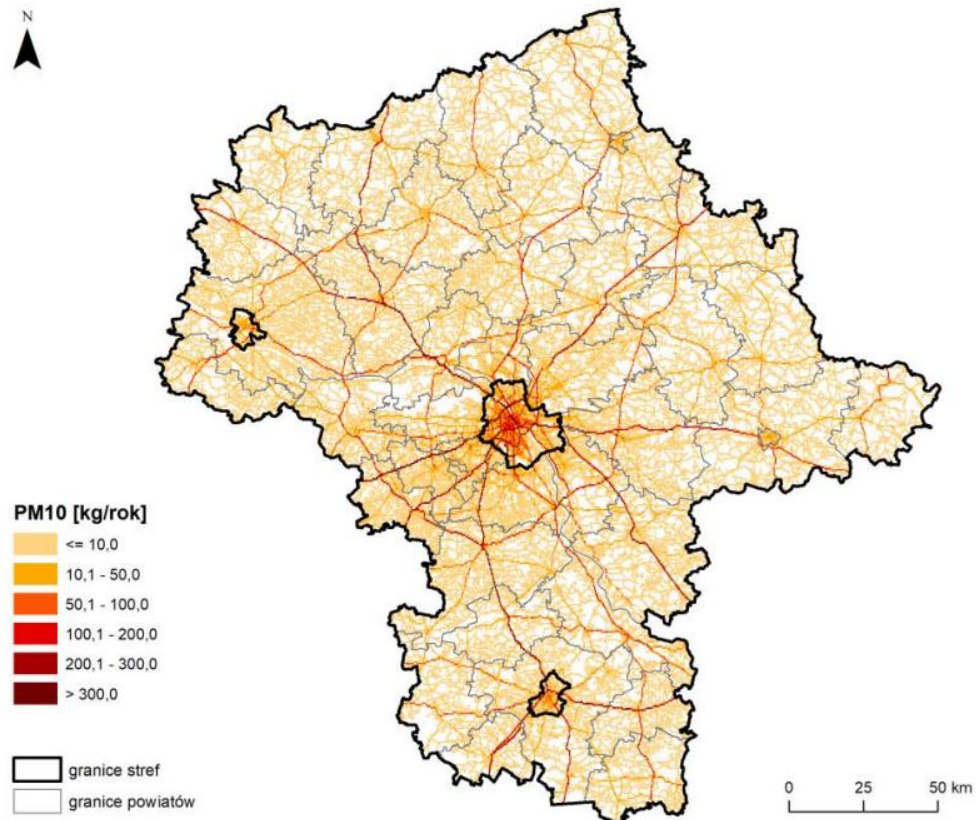 N
PM10 [kg/rok]
<= 10,0
10,1 - 50,0
50,1 - 100,0
100,1 - 200,0
200,1 - 300,0
> 300,0
granice stref
granice powiatów
0 25 50 km